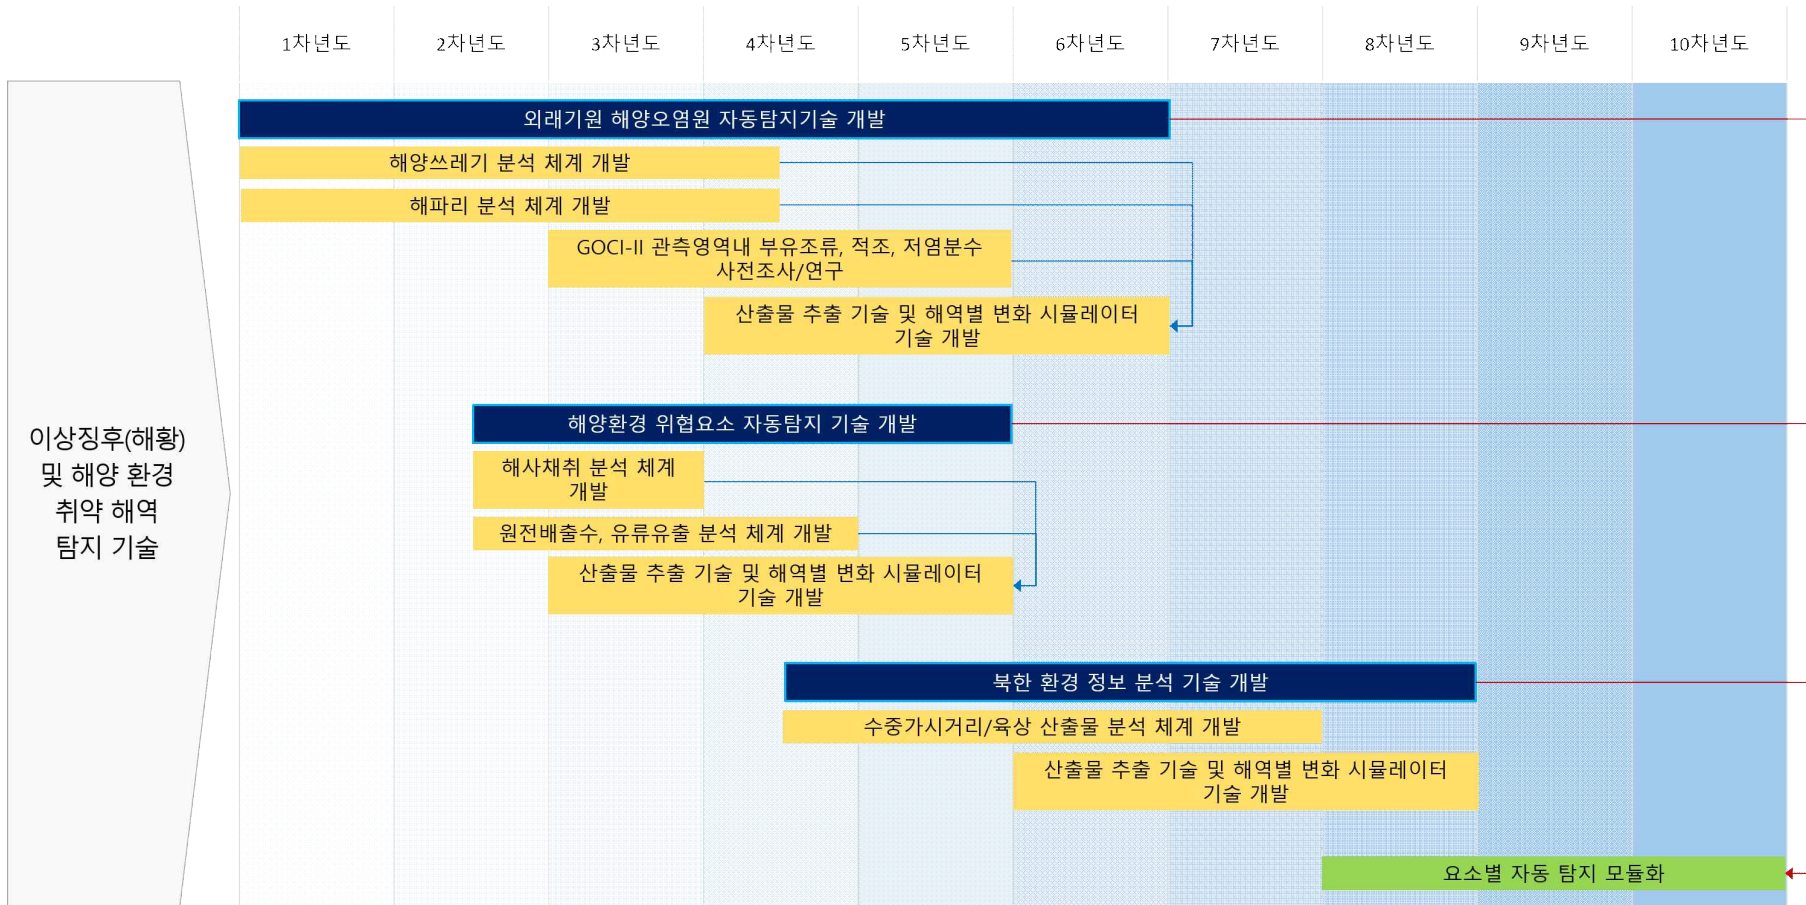 1차년도
2차년도
3차년도
4차년도
5차년도
6차년도
7차년도
8차년도
9차년도
10차년도
이상징후(해황)
및 해양 환경
취약 해역
탐지 기술
외래기원 해양오염원 자동탐지기술 개발
해양쓰레기 분석 체계 개발
해파리 분석 체계 개발
GOCI-II 관측영역내 부유조류, 적조, 저염분수
사전조사/연구
산출물 추출 기술 및 해역별 변화 시뮬레이터
기술 개발
해양환경 위협요소 자동탐지 기술 개발
해사채취 분석 체계
개발
원전배출수, 유류유출 분석 체계 개발
산출물 추출 기술 및 해역별 변화 시뮬레이터
기술 개발
북한 환경 정보 분석 기술 개발
수중가시거리/육상 산출물 분석 체계 개발
산출물 추출 기술 및 해역별 변화 시뮬레이터
기술 개발
요소별 자동 탐지 모듈화